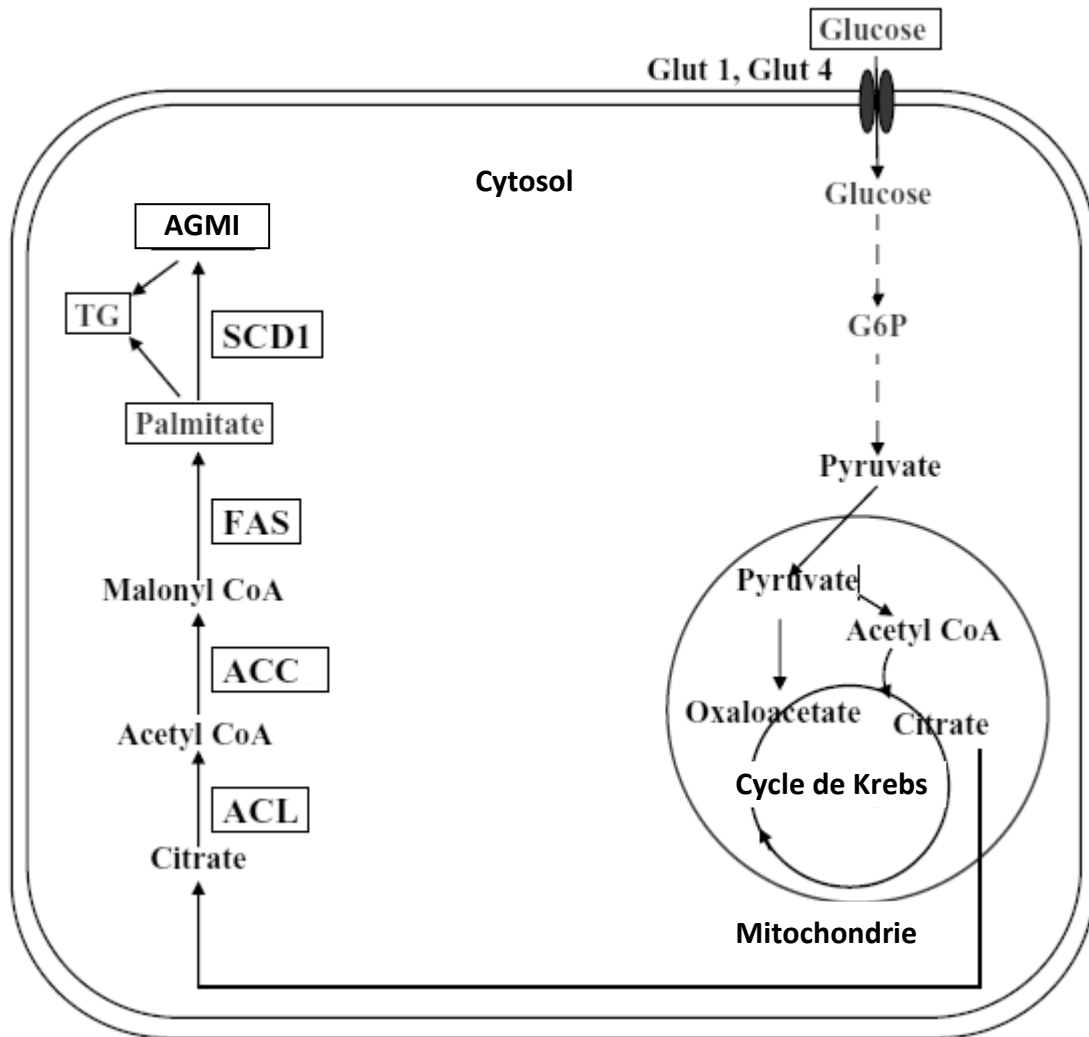 Glucose
Glut 1, Glut 4
Cytosol
Glucose
AGMI
TG
SCD1
G6P
Palmitate
Pyruvate
FAS
Malonyl CoA
Pyruvate
Acetyl CoA
ACC
Oxaloacetate
Citrate
Acetyl CoA
Cycle de Krebs
ACL
Citrate
Mitochondrie